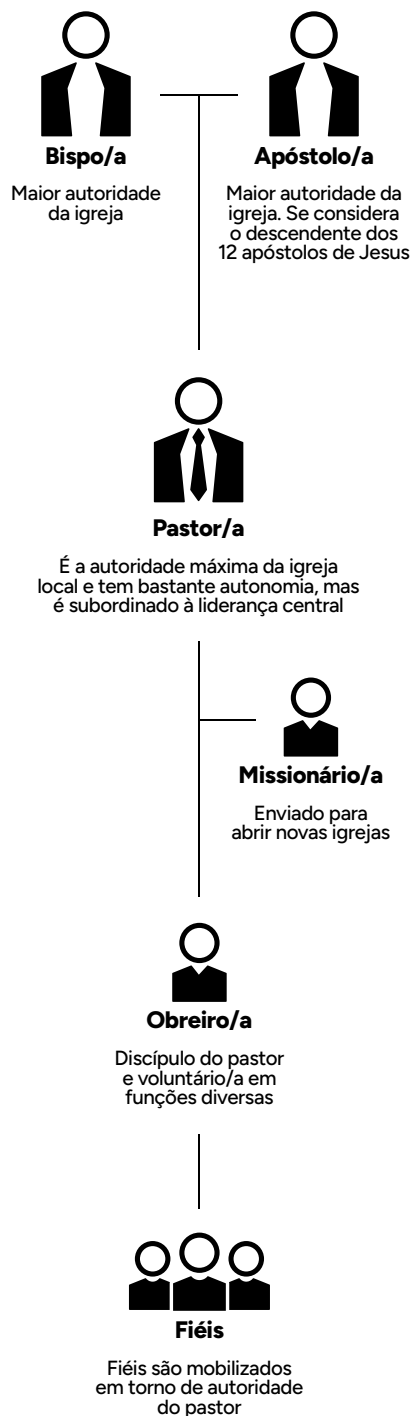 Bispo/a
Maior autoridade
da igreja
Apóstolo/a
Maior autoridade da
igreja. Se considera
o descendente dos
12 apóstolos de Jesus
Pastor/a
É a autoridade máxima da igreja
local e tem bastante autonomia, mas
é subordinado à liderança central
Missionário/a
Enviado para
abrir novas igrejas
Obreiro/a
Discípulo do pastor
e voluntário/a em
funções diversas
Fiéis
Fiéis são mobilizados
em torno de autoridade
do pastor